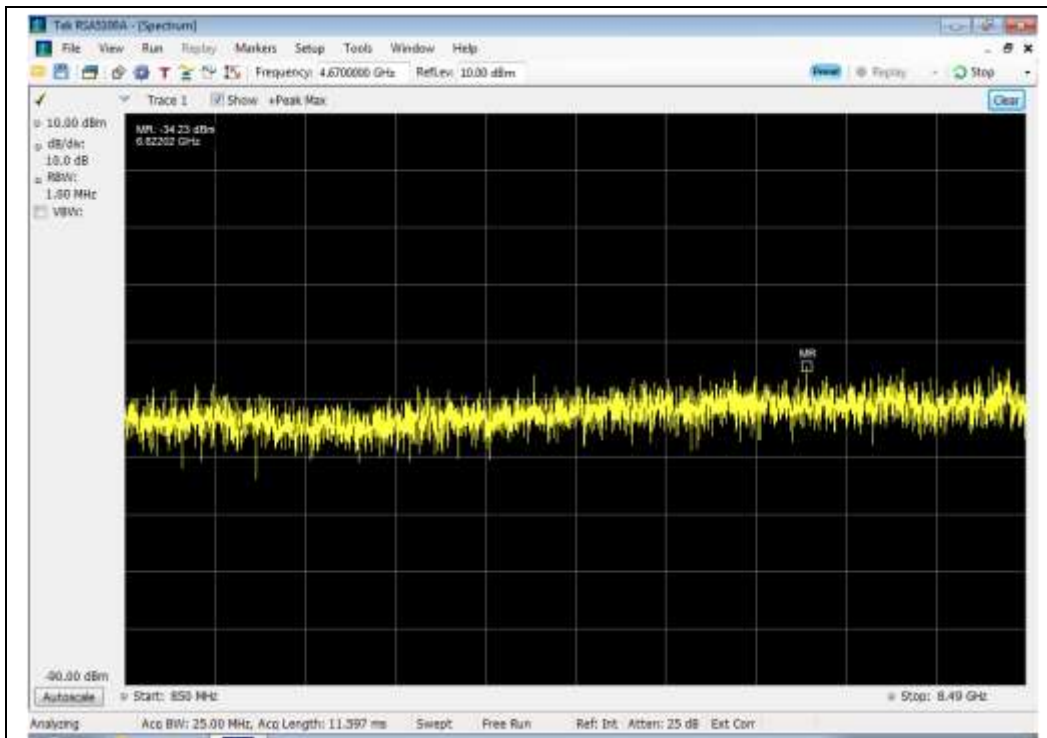 Tek RSA5100A - [Spectrum]
File View Run Replay Markers Setup Tools Window Help
Frequency: 4.6700000 GHz RefLev: 10.00 dBm Preset Replay Stop
Trace 1 Show +Peak Max Clear
10.00 dBm
MR: -34.23 dBm
6.62202 GHz
dB/div:
10.0 dB
RBW:
1.00 MHz
VBW:
MR
-90.00 dBm
Autoscale Start: 850 MHz Stop: 8.49 GHz
Analyzing Acq BW: 25.00 MHz, Acq Length: 11.597 ms Swept Free Run Ref: Int Atten: 25 dB Ext Corr